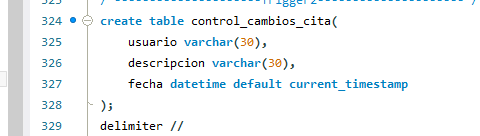 323 /*----------------------Trigger2----------------------*/
324 create table control_cambios_cita(
325 usuario varchar(30),
326 descripcion varchar(30),
327 fecha datetime default current_timestamp
328 );
329 delimiter //